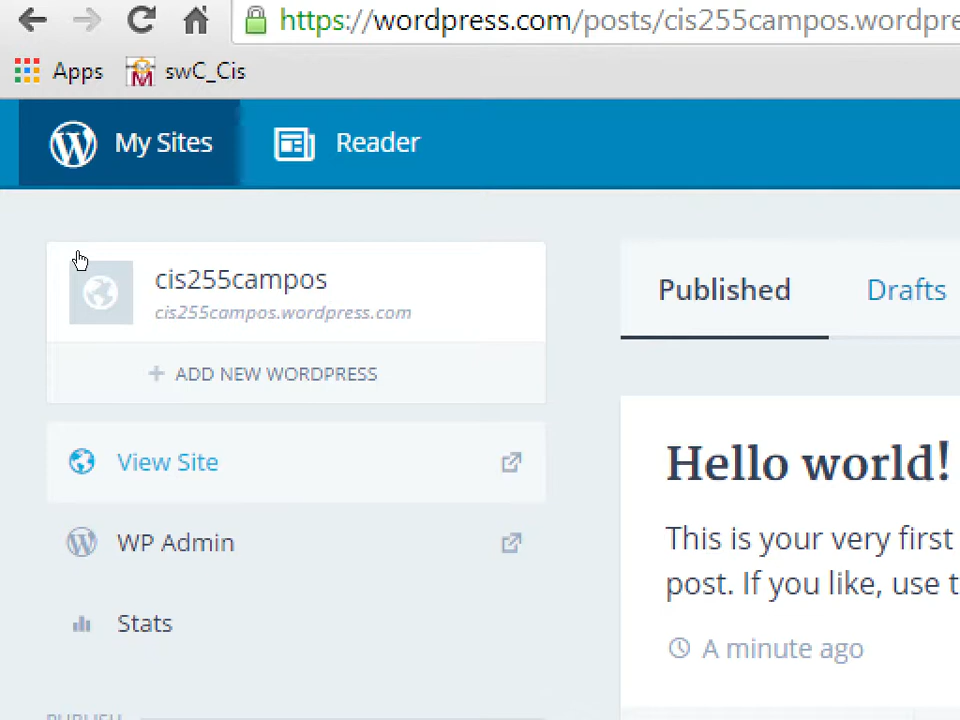 https://wordpress.com/posts/cis255campos.wordpre
Apps swC_Cis
My Sites Reader
cis255campos
cis255campos.wordpress.com
+ ADD NEW WORDPRESS
View Site
WP Admin
Stats
PUBLISH
Published Drafts
Hello world!
This is your very first
post. If you like, use t
A minute ago